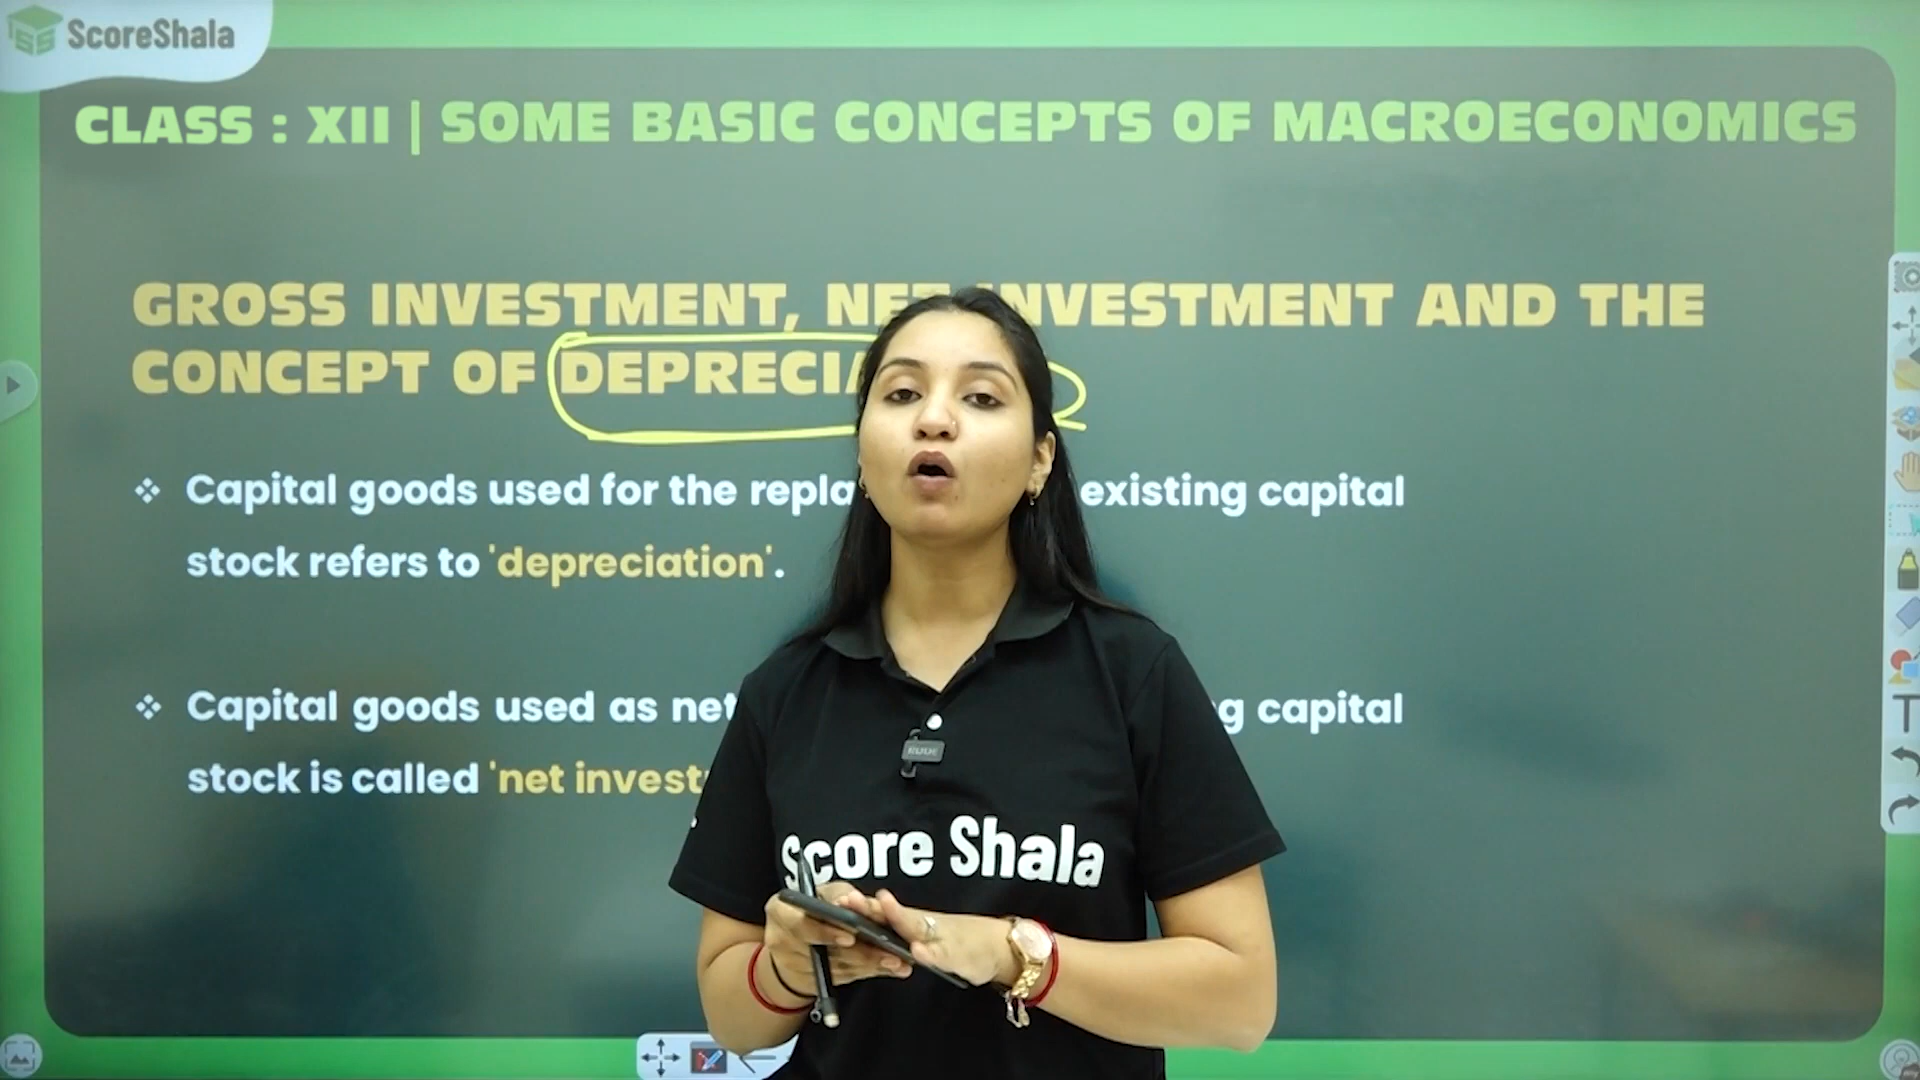 ScoreShala
CLASS : XII | SOME BASIC CONCEPTS OF MACROECONOMICS
GROSS INVESTMENT, NET INVESTMENT AND THE
CONCEPT OF DEPRECIA
❖ Capital goods used for the repla existing capital
stock refers to 'depreciation'.
❖ Capital goods used as net g capital
stock is called 'net invest
Score Shala